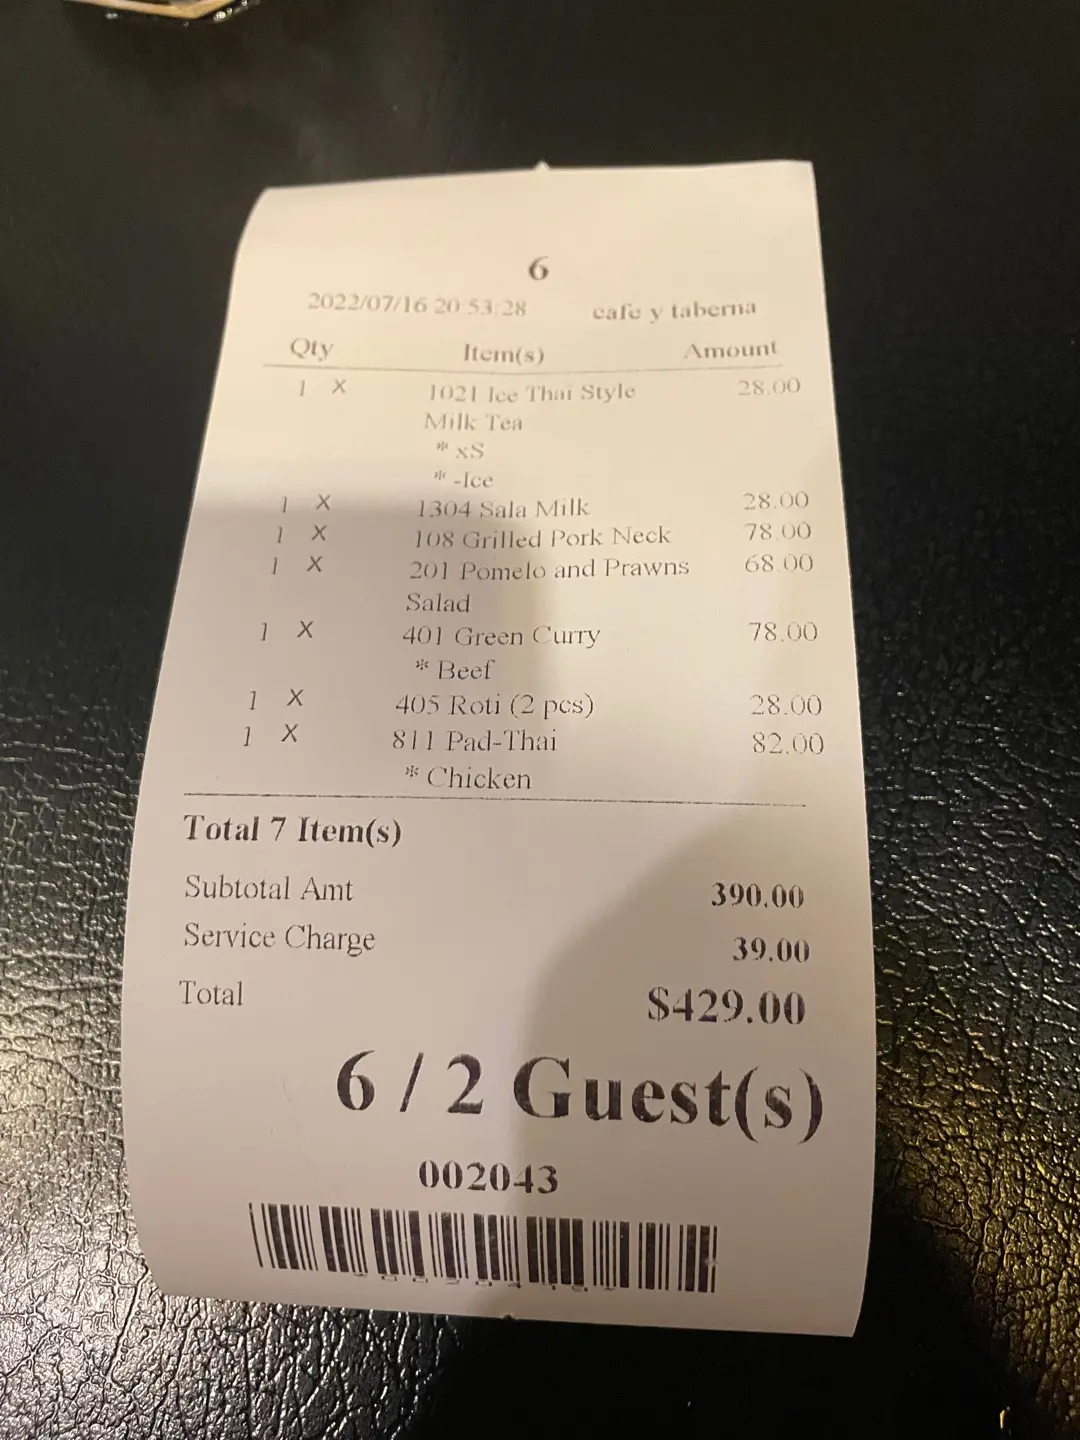 6
2022/07/16 20:53:28 cafe y taberna
Qty Item(s) Amount
1 X 1021 Ice Thai Style 28.00
Milk Tea
* xS
* -Ice
1 X 1304 Sala Milk 28.00
1 X 108 Grilled Pork Neck 78.00
1 X 201 Pomelo and Prawns 68.00
Salad
1 X 401 Green Curry 78.00
* Beef
1 X 405 Roti (2 pcs) 28.00
1 X 811 Pad-Thai 82.00
* Chicken
Total 7 Item(s)
Subtotal Amt 390.00
Service Charge 39.00
Total $429.00
6 / 2 Guest(s)
002043